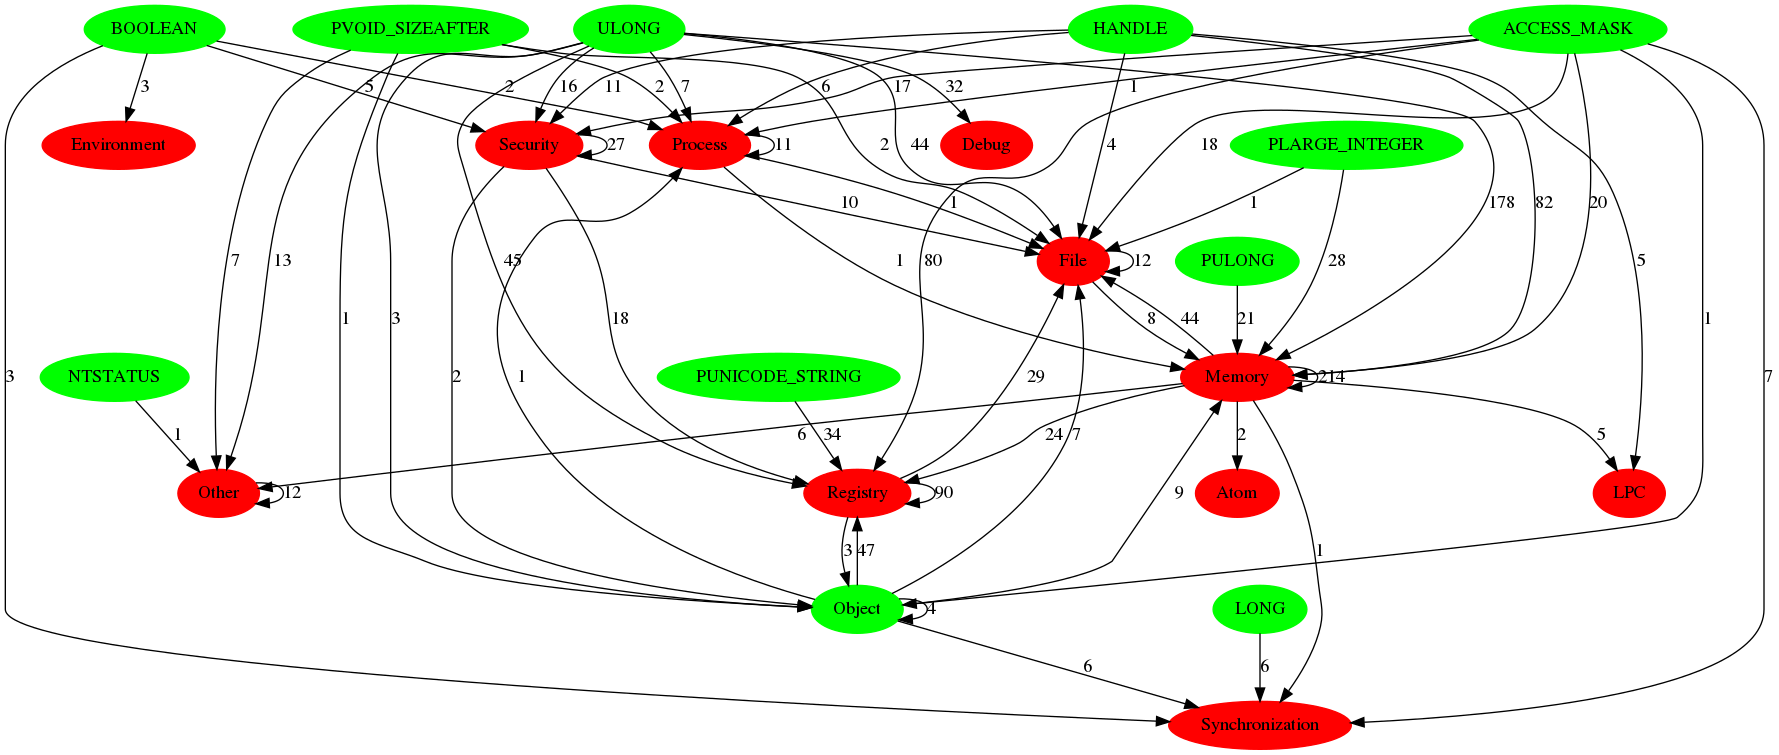 BOOLEAN PVOID_SIZEAFTER ULONG HANDLE ACCESS_MASK
3 5 2 16 11 2 7 6 17 32 1
Environment Security 27 Process 11 Debug PLARGE_INTEGER
2
4
44
18
10 1 1 178 82 20
7 13 45 1 80 File 12 PULONG 28 5
1 3 18 8 44 21 1
3 NTSTATUS 2 1 PUNICODE_STRING 29 Memory 214 7
1 34 6 24 7 2 5
Other 12 Registry 90 9 Atom LPC
3 47 1
Object 4 LONG
6 6
Synchronization